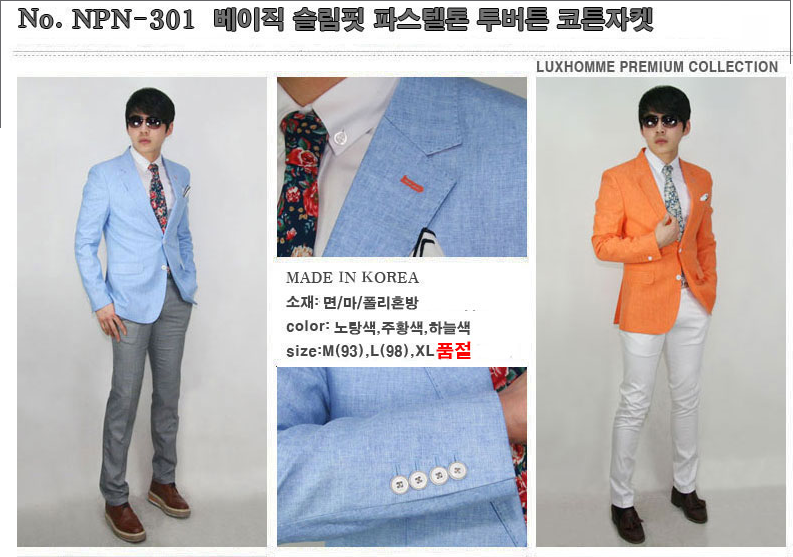 No. NPN-301 베이직 슬림핏 파스텔톤 투버튼 코튼자켓
LUXHOMME PREMIUM COLLECTION
MADE IN KOREA
소재: 면/마/폴리혼방
color: 노랑색,주황색,하늘색
size:M(93),L(98),XL품절